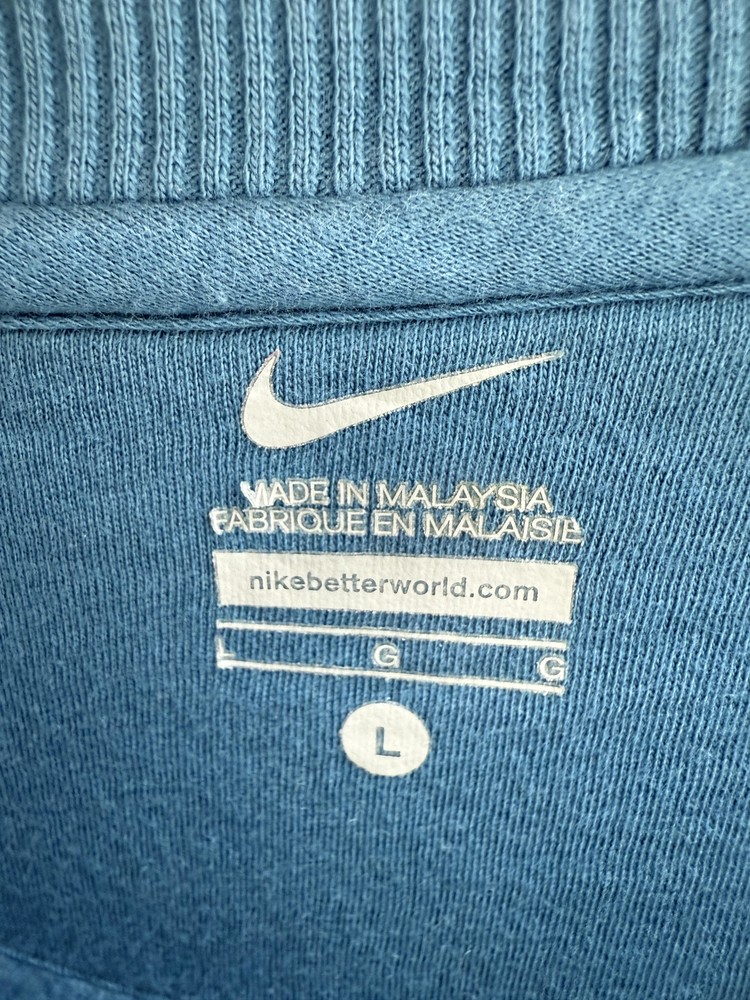 MADE IN MALAYSIA
FABRIQUE EN MALAISIE
nikebetterworld.com
L G G
L